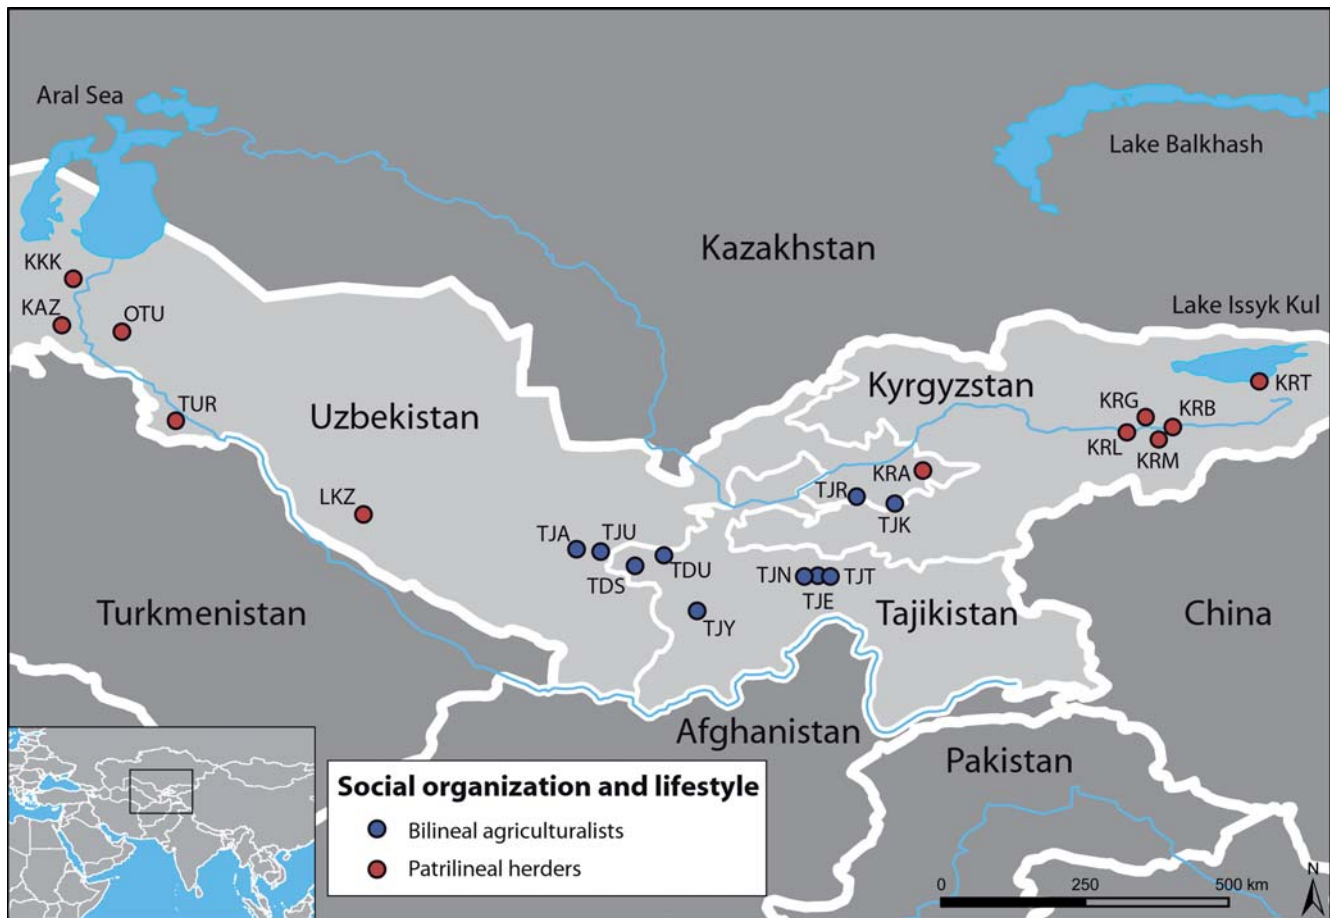 Aral Sea
Lake Balkhash
Kazakhstan
KKK
KAZ
OTU
Lake Issyk Kul
TUR
Uzbekistan
Kyrgyzstan
KRT
KRG
KRB
KRL
KRM
KRA
LKZ
TJR
TJK
TJA
TJU
TDS
TDU
TJN
TJT
TJE
TJY
Turkmenistan
Tajikistan
China
Afghanistan
Pakistan
Social organization and lifestyle
Bilineal agriculturalists
Patrilineal herders
N
0 250 500 km